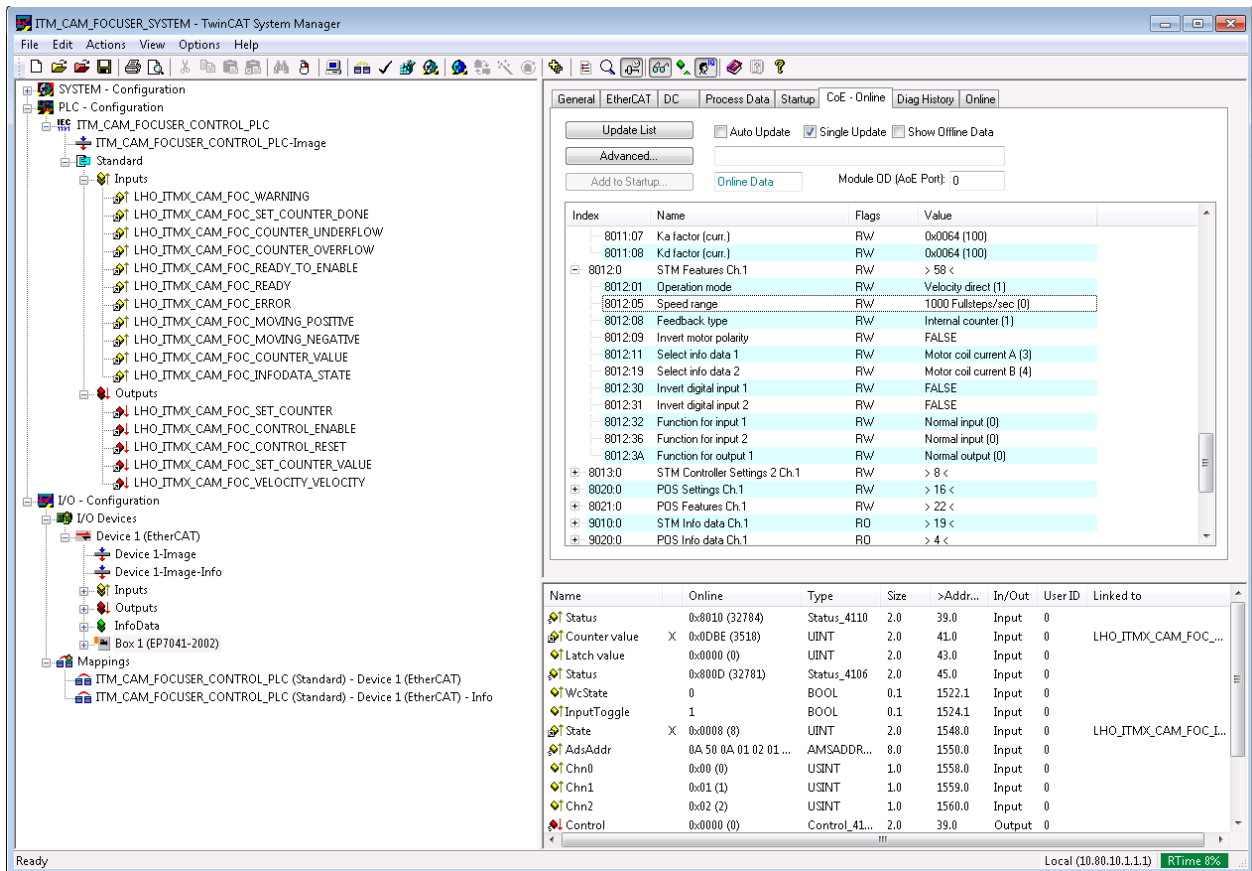 ITM_CAM_FOCUSER_SYSTEM - TwinCAT System Manager
File Edit Actions View Options Help
SYSTEM - Configuration
PLC - Configuration
IEC 1131 ITM_CAM_FOCUSER_CONTROL_PLC
ITM_CAM_FOCUSER_CONTROL_PLC-Image
Standard
Inputs
LHO_ITMX_CAM_FOC_WARNING
LHO_ITMX_CAM_FOC_SET_COUNTER_DONE
LHO_ITMX_CAM_FOC_COUNTER_UNDERFLOW
LHO_ITMX_CAM_FOC_COUNTER_OVERFLOW
LHO_ITMX_CAM_FOC_READY_TO_ENABLE
LHO_ITMX_CAM_FOC_READY
LHO_ITMX_CAM_FOC_ERROR
LHO_ITMX_CAM_FOC_MOVING_POSITIVE
LHO_ITMX_CAM_FOC_MOVING_NEGATIVE
LHO_ITMX_CAM_FOC_COUNTER_VALUE
LHO_ITMX_CAM_FOC_INFODATA_STATE
Outputs
LHO_ITMX_CAM_FOC_SET_COUNTER
LHO_ITMX_CAM_FOC_CONTROL_ENABLE
LHO_ITMX_CAM_FOC_CONTROL_RESET
LHO_ITMX_CAM_FOC_SET_COUNTER_VALUE
LHO_ITMX_CAM_FOC_VELOCITY_VELOCITY
I/O - Configuration
I/O Devices
Device 1 (EtherCAT)
Device 1-Image
Device 1-Image-Info
Inputs
Outputs
InfoData
Box 1 (EP7041-2002)
Mappings
ITM_CAM_FOCUSER_CONTROL_PLC (Standard) - Device 1 (EtherCAT)
ITM_CAM_FOCUSER_CONTROL_PLC (Standard) - Device 1 (EtherCAT) - Info
General EtherCAT DC Process Data Startup CoE - Online Diag History Online
Update List Auto Update Single Update Show Offline Data
Advanced...
Add to Startup... Online Data Module OD (AoE Port): 0
Index Name Flags Value
8011:07 Ka factor (curr.) RW 0x0064 (100)
8011:08 Kd factor (curr.) RW 0x0064 (100)
8012:0 STM Features Ch.1 RW > 58 <
8012:01 Operation mode RW Velocity direct (1)
8012:05 Speed range RW 1000 Fullsteps/sec (0)
8012:08 Feedback type RW Internal counter (1)
8012:09 Invert motor polarity RW FALSE
8012:11 Select info data 1 RW Motor coil current A (3)
8012:19 Select info data 2 RW Motor coil current B (4)
8012:30 Invert digital input 1 RW FALSE
8012:31 Invert digital input 2 RW FALSE
8012:32 Function for input 1 RW Normal input (0)
8012:36 Function for input 2 RW Normal input (0)
8012:3A Function for output 1 RW Normal output (0)
8013:0 STM Controller Settings 2 Ch.1 RW > 8 <
8020:0 POS Settings Ch.1 RW > 16 <
8021:0 POS Features Ch.1 RW > 22 <
9010:0 STM Info data Ch.1 RO > 19 <
9020:0 POS Info data Ch.1 RO > 4 <
Name Online Type Size >Addr... In/Out User ID Linked to
Status 0x8010 (32784) Status_4110 2.0 39.0 Input 0
Counter value X 0x0DBE (3518) UINT 2.0 41.0 Input 0 LHO_ITMX_CAM_FOC_...
Latch value 0x0000 (0) UINT 2.0 43.0 Input 0
Status 0x800D (32781) Status_4106 2.0 45.0 Input 0
WcState 0 BOOL 0.1 1522.1 Input 0
InputToggle 1 BOOL 0.1 1524.1 Input 0
State X 0x0008 (8) UINT 2.0 1548.0 Input 0 LHO_ITMX_CAM_FOC_I...
AdsAddr 0A 50 0A 01 02 01 ... AMSADDR... 8.0 1550.0 Input 0
Chn0 0x00 (0) USINT 1.0 1558.0 Input 0
Chn1 0x01 (1) USINT 1.0 1559.0 Input 0
Chn2 0x02 (2) USINT 1.0 1560.0 Input 0
Control 0x0000 (0) Control_41... 2.0 39.0 Output 0
Ready Local (10.80.10.1.1.1) RTime 8%